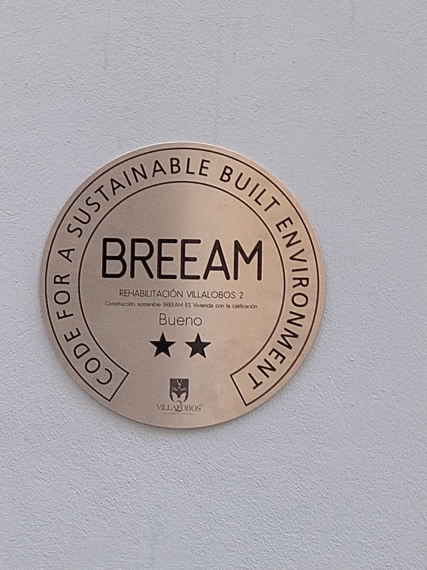 CODE FOR A SUSTAINABLE BUILT ENVIRONMENT
BREEAM
REHABILITACIÓN VILLALOBOS 2
Construcción sostenible BREEAM ES Vivienda con la calificación
Bueno
VILLALOBOS